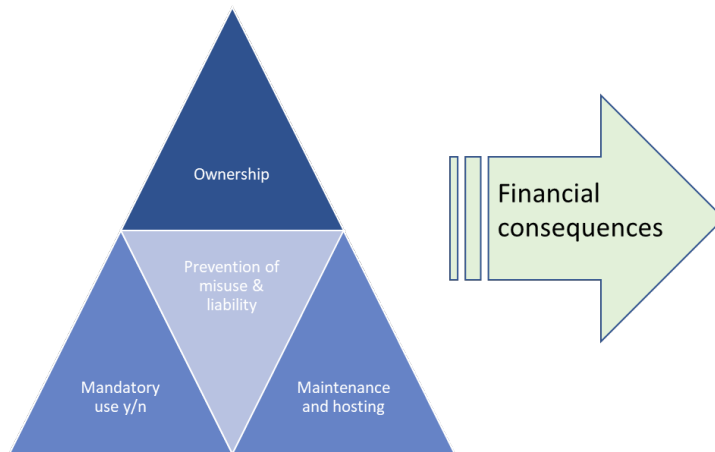 Ownership
Prevention of
misuse &
liability
Mandatory
use y/n
Maintenance
and hosting
Financial
consequences